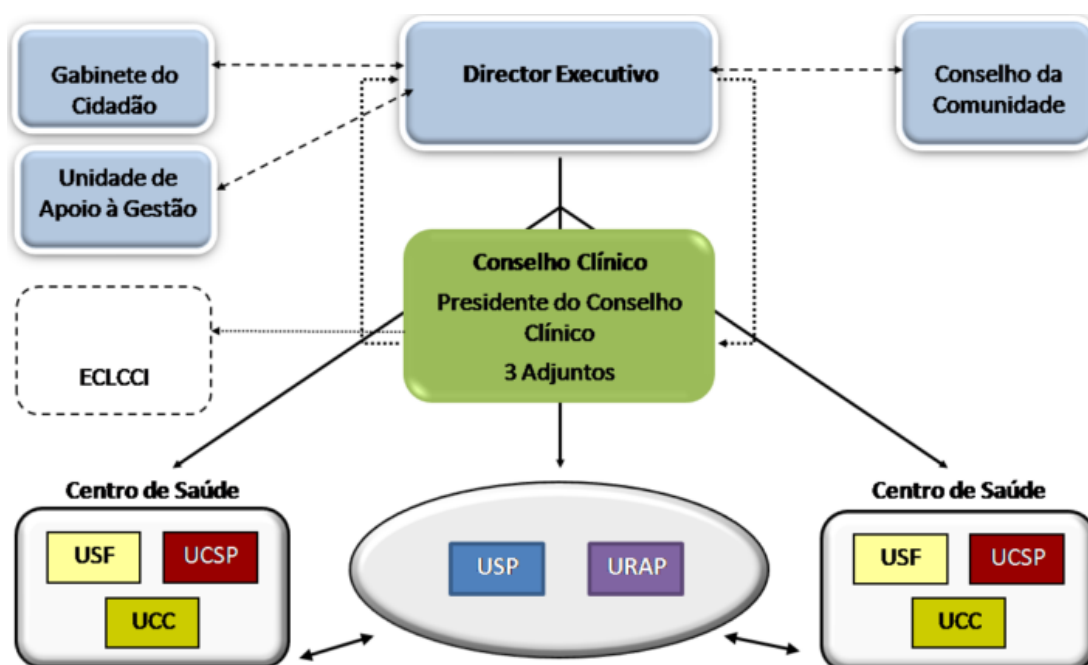 Gabinete do
Cidadão
Director Executivo
Conselho da
Comunidade
Unidade de
Apoio à Gestão
Conselho Clínico
Presidente do Conselho
Clínico
3 Adjuntos
ECLCCI
Centro de Saúde
USF
UCSP
UCC
USP
URAP
Centro de Saúde
USF
UCSP
UCC